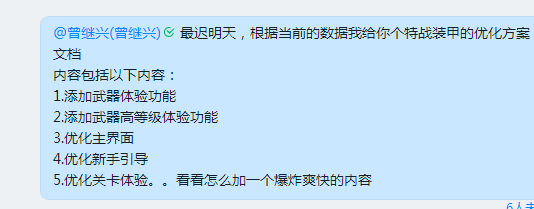 @曾继兴(曾继兴) 最迟明天，根据当前的数据我给你个特战装甲的优化方案
文档
内容包括以下内容：
1.添加武器体验功能
2.添加武器高等级体验功能
3.优化主界面
4.优化新手引导
5.优化关卡体验。。看看怎么加一个爆炸爽快的内容